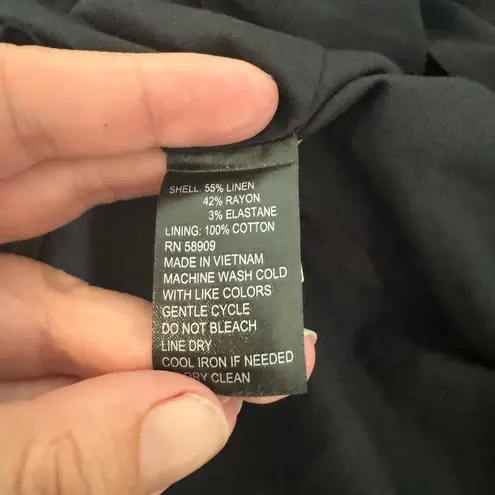 SHELL: 55% LINEN
42% RAYON
3% ELASTANE
LINING: 100% COTTON
RN 58909
MADE IN VIETNAM
MACHINE WASH COLD
WITH LIKE COLORS
GENTLE CYCLE
DO NOT BLEACH
LINE DRY
COOL IRON IF NEEDED
DRY CLEAN